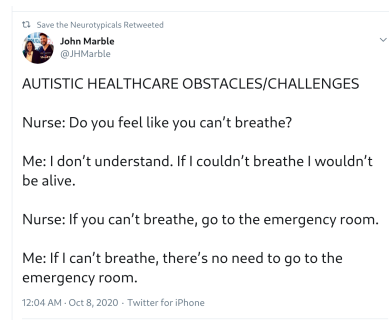 Save the Neurotypicals Retweeted
John Marble
@JHMarble
AUTISTIC HEALTHCARE OBSTACLES/CHALLENGES
Nurse: Do you feel like you can't breathe?
Me: I don't understand. If I couldn't breathe I wouldn't
be alive.
Nurse: If you can't breathe, go to the emergency room.
Me: If I can't breathe, there's no need to go to the
emergency room.
12:04 AM · Oct 8, 2020 · Twitter for iPhone